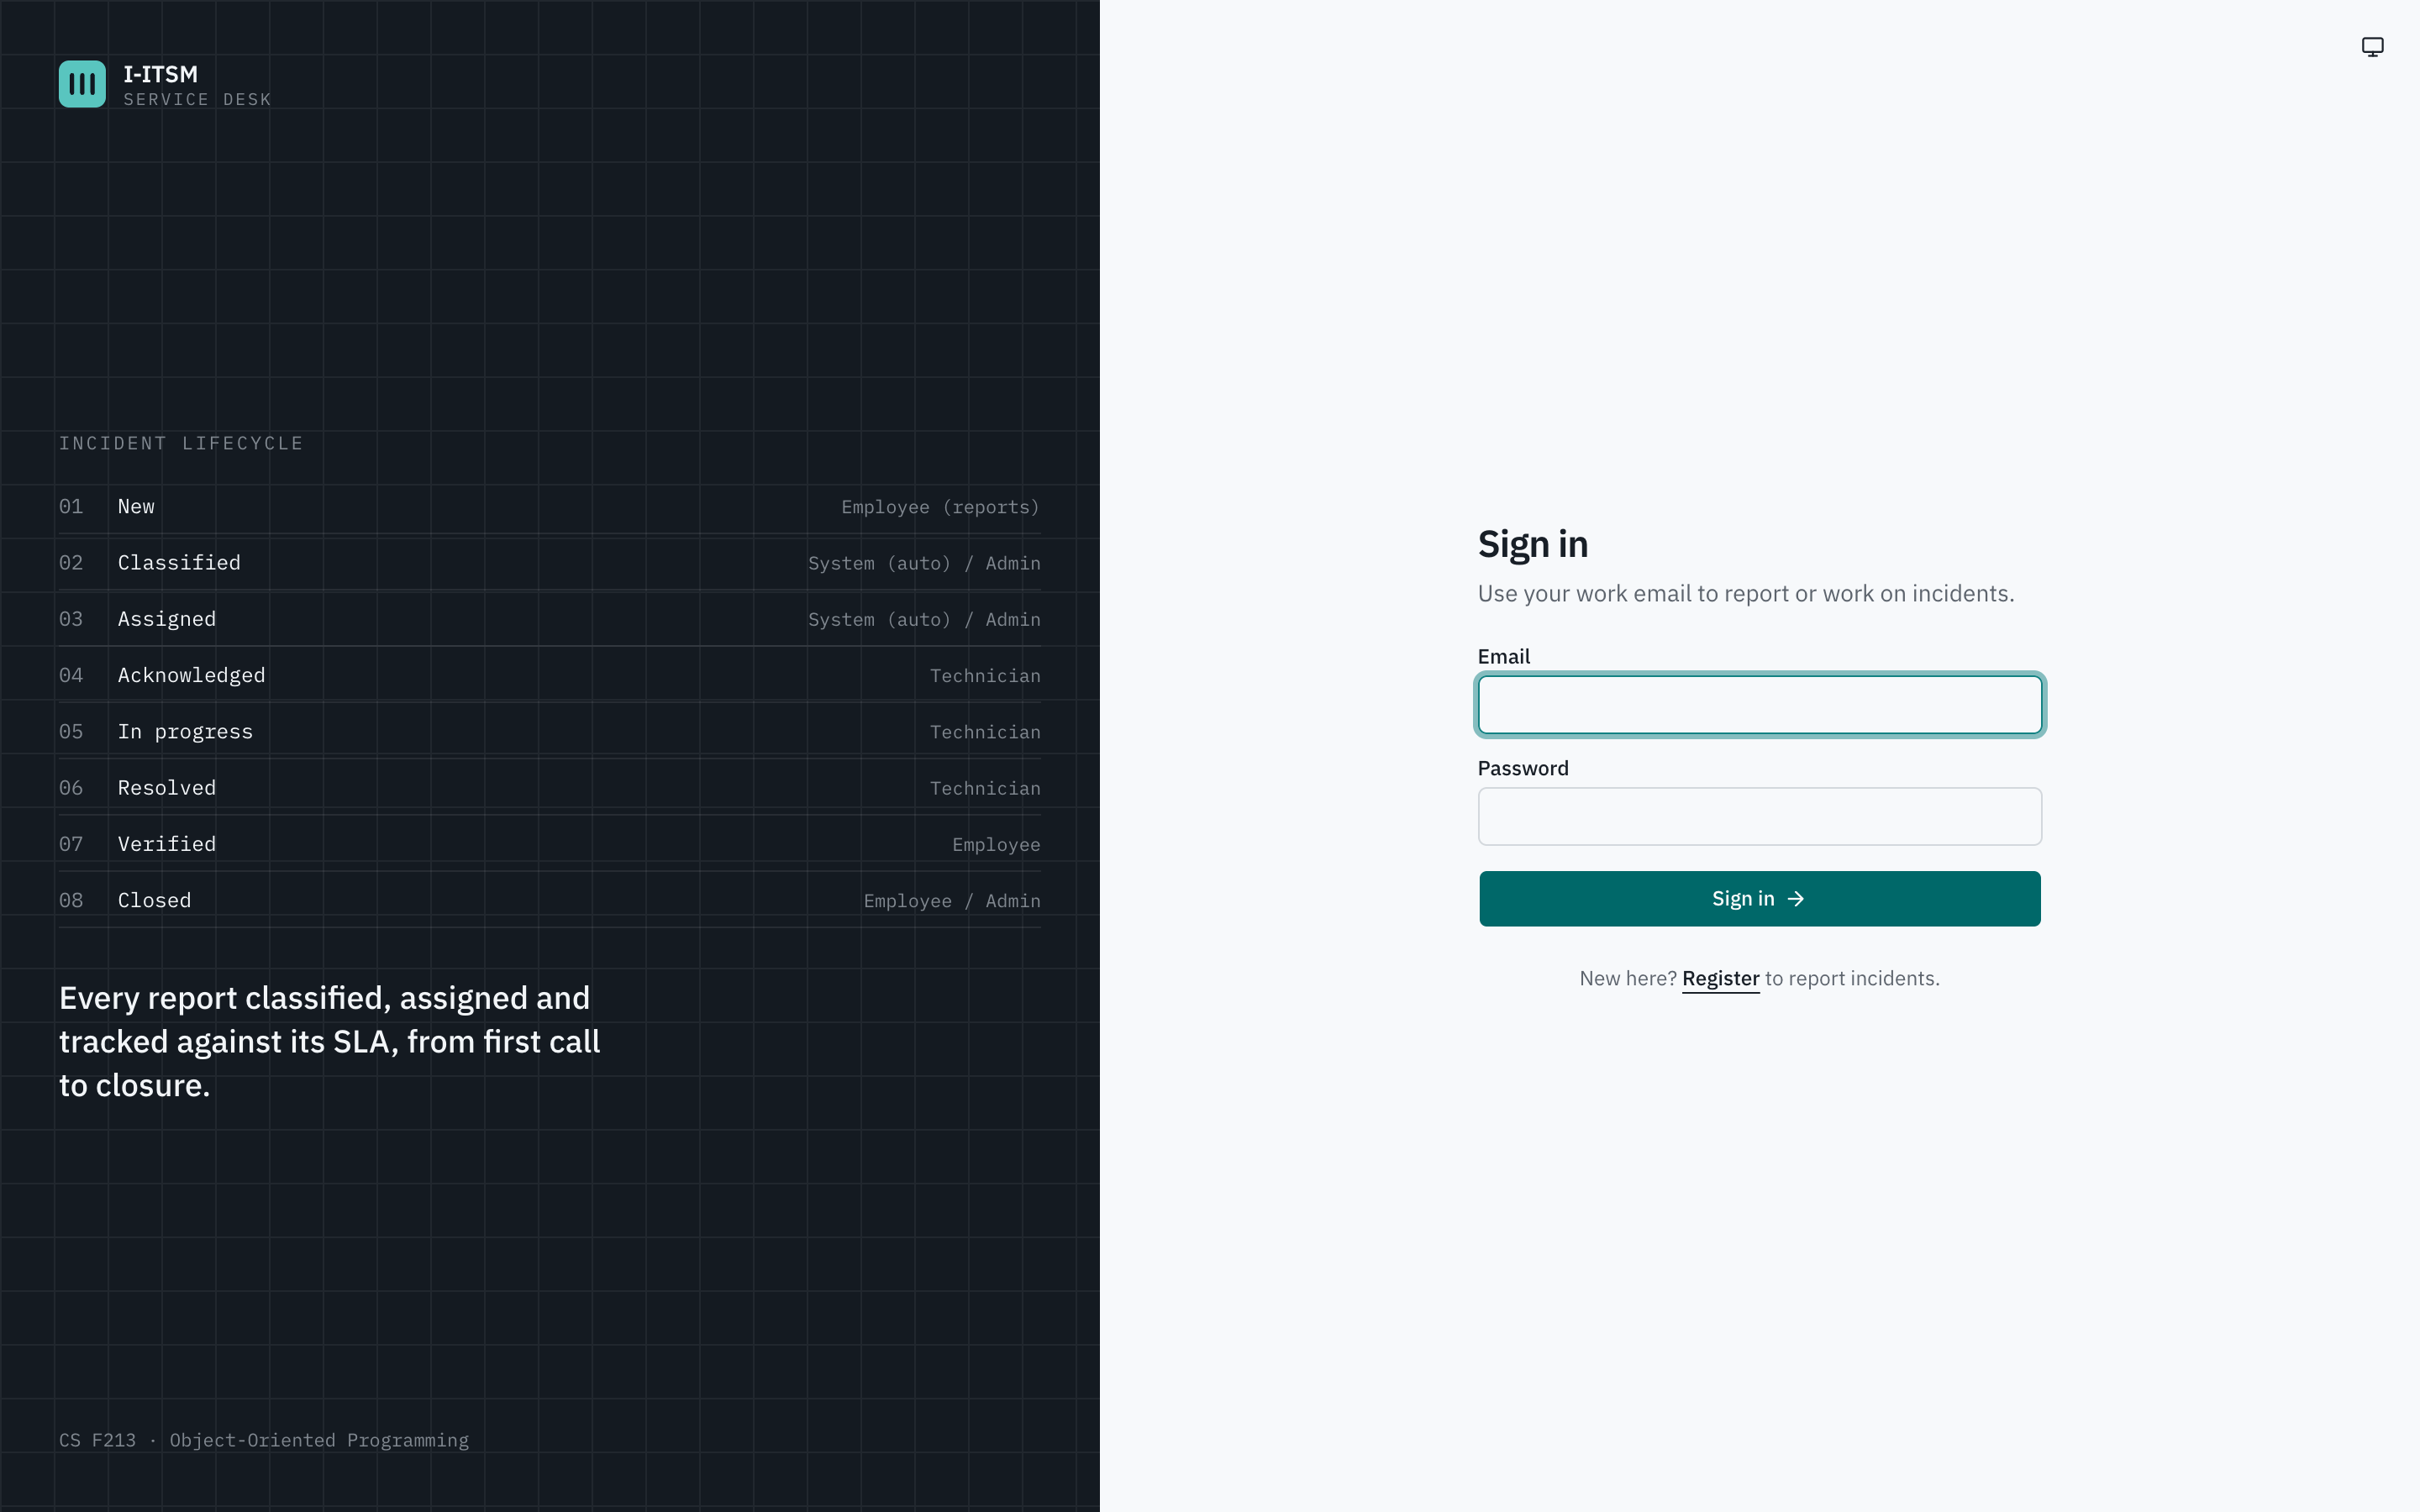 I-ITSM
SERVICE DESK
INCIDENT LIFECYCLE
01 New Employee (reports)
02 Classified System (auto) / Admin
03 Assigned System (auto) / Admin
04 Acknowledged Technician
05 In progress Technician
06 Resolved Technician
07 Verified Employee
08 Closed Employee / Admin
Every report classified, assigned and
tracked against its SLA, from first call
to closure.
CS F213 · Object-Oriented Programming
Sign in
Use your work email to report or work on incidents.
Email
Password
Sign in →
New here? Register to report incidents.